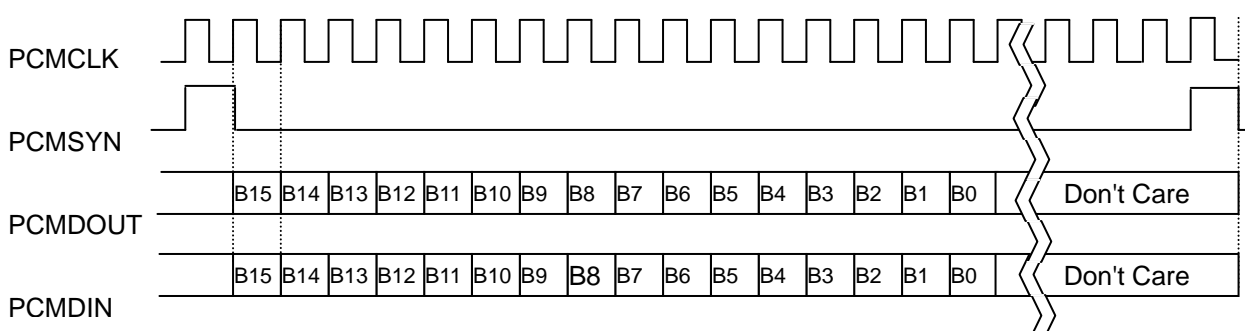 PCMCLK
PCMSYN
B15 B14 B13 B12 B11 B10 B9 B8 B7 B6 B5 B4 B3 B2 B1 B0 Don't Care
PCMDOUT
B15 B14 B13 B12 B11 B10 B9 B8 B7 B6 B5 B4 B3 B2 B1 B0 Don't Care
PCMDIN